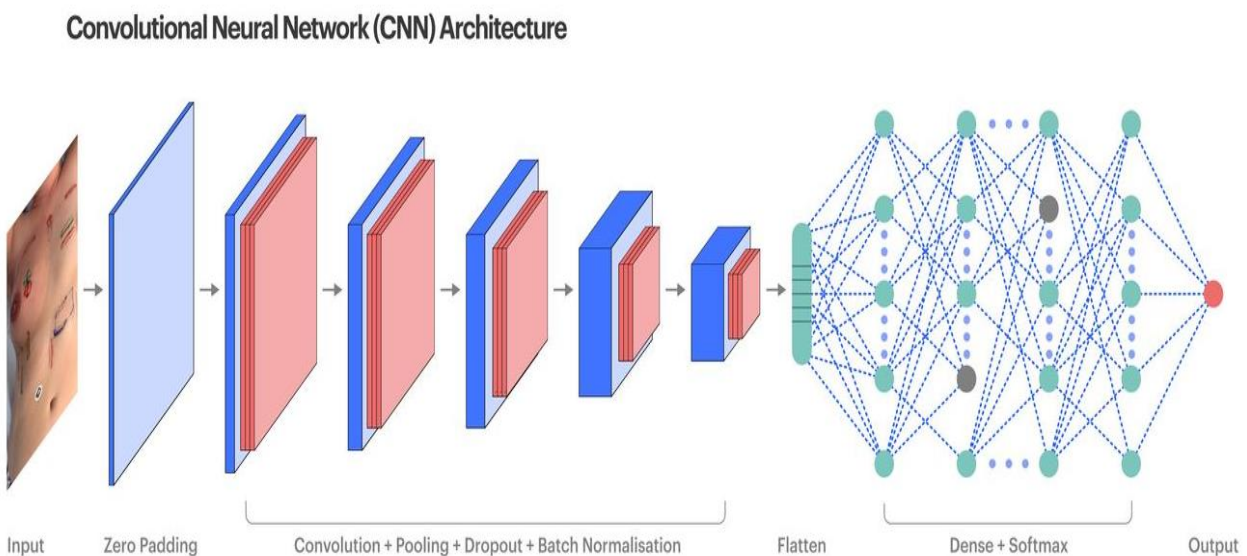 Convolutional Neural Network (CNN) Architecture
Input
Zero Padding
Convolution + Pooling + Dropout + Batch Normalisation
Flatten
Dense + Softmax
Output